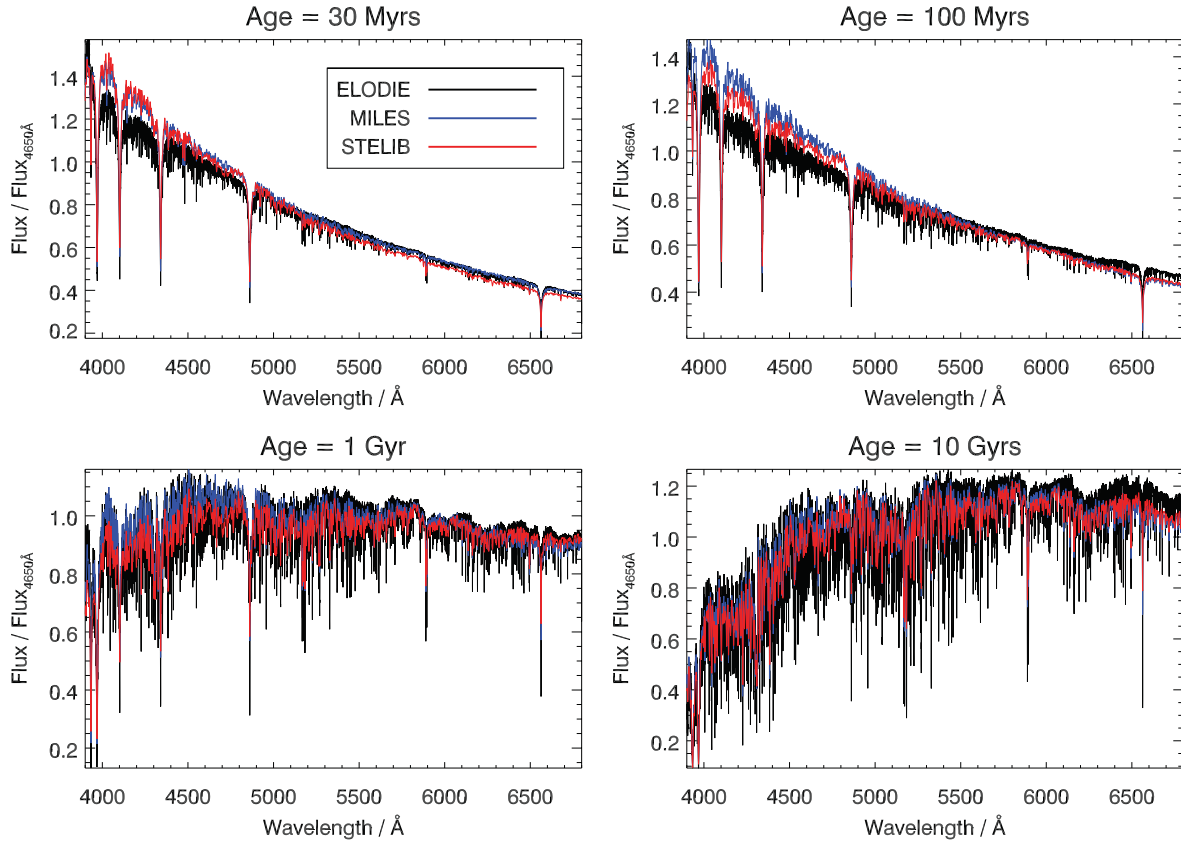 Age = 30 Myrs
Flux / Flux4650Å
1.4
1.2
1.0
0.8
0.6
0.4
0.2
ELODIE
MILES
STELIB
4000 4500 5000 5500 6000 6500
Wavelength / Å
Age = 100 Myrs
Flux / Flux4650Å
1.4
1.2
1.0
0.8
0.6
0.4
4000 4500 5000 5500 6000 6500
Wavelength / Å
Age = 1 Gyr
Flux / Flux4650Å
1.0
0.8
0.6
0.4
0.2
4000 4500 5000 5500 6000 6500
Wavelength / Å
Age = 10 Gyrs
Flux / Flux4650Å
1.2
1.0
0.8
0.6
0.4
0.2
4000 4500 5000 5500 6000 6500
Wavelength / Å